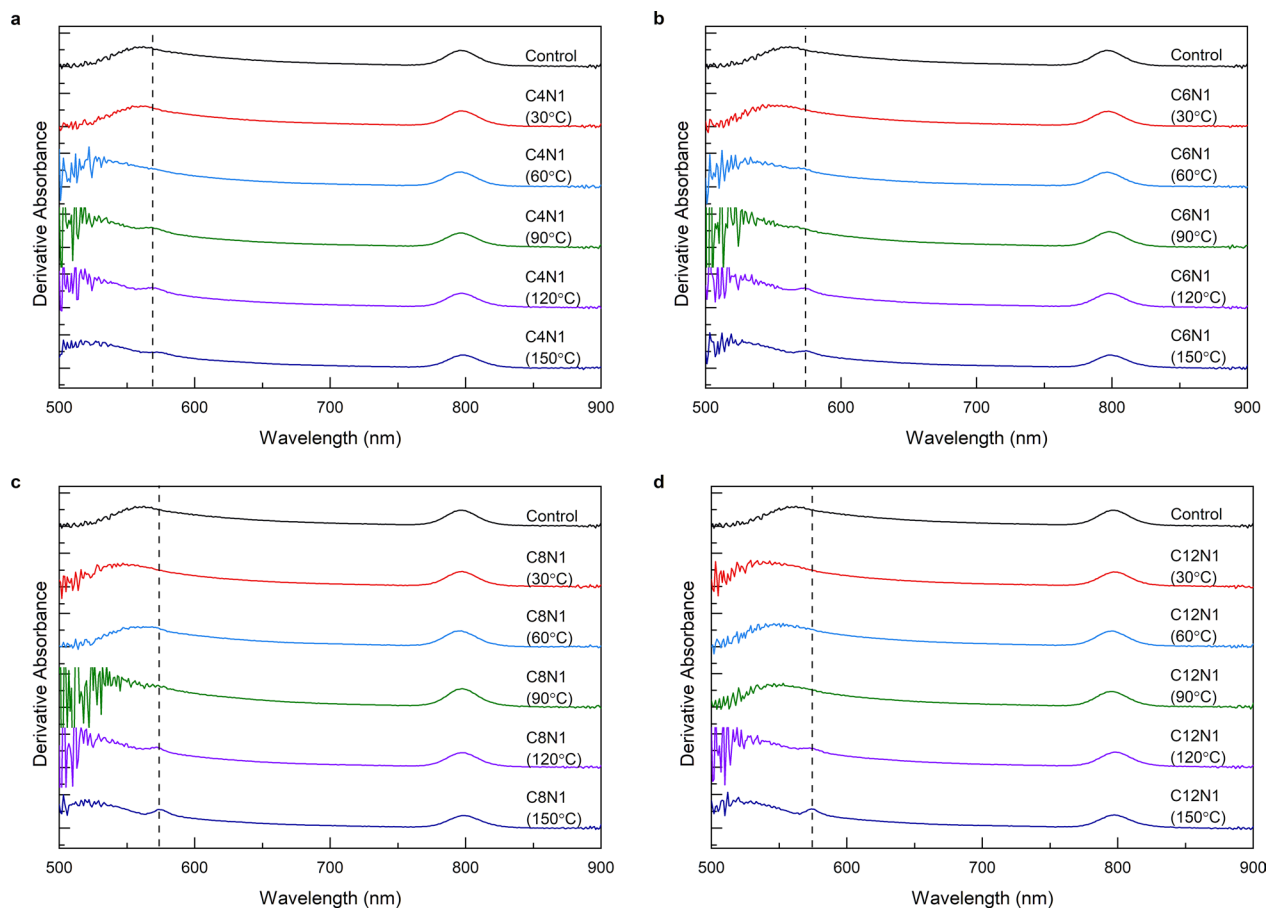 a
Control
C4N1
(30°C)
C4N1
(60°C)
C4N1
(90°C)
C4N1
(120°C)
C4N1
(150°C)
Derivative Absorbance
500 600 700 800 900
Wavelength (nm)
b
Control
C6N1
(30°C)
C6N1
(60°C)
C6N1
(90°C)
C6N1
(120°C)
C6N1
(150°C)
Derivative Absorbance
500 600 700 800 900
Wavelength (nm)
c
Control
C8N1
(30°C)
C8N1
(60°C)
C8N1
(90°C)
C8N1
(120°C)
C8N1
(150°C)
Derivative Absorbance
500 600 700 800 900
Wavelength (nm)
d
Control
C12N1
(30°C)
C12N1
(60°C)
C12N1
(90°C)
C12N1
(120°C)
C12N1
(150°C)
Derivative Absorbance
500 600 700 800 900
Wavelength (nm)